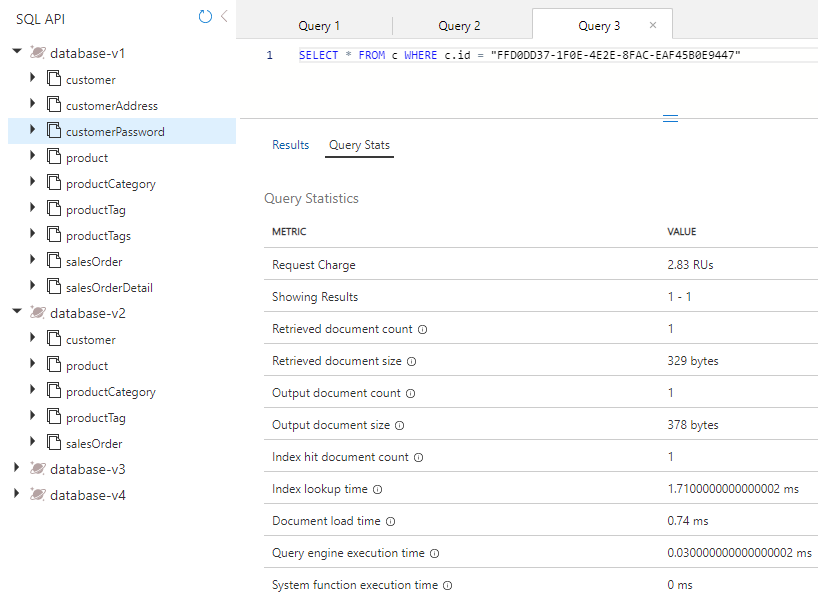 SQL API
database-v1
customer
customerAddress
customerPassword
product
productCategory
productTag
productTags
salesOrder
salesOrderDetail
database-v2
customer
product
productCategory
productTag
salesOrder
database-v3
database-v4
Query 1 Query 2 Query 3 ×
1 SELECT * FROM c WHERE c.id = "FFD0DD37-1F0E-4E2E-8FAC-EAF45B0E9447"
Results Query Stats
Query Statistics
METRIC VALUE
Request Charge 2.83 RUs
Showing Results 1 - 1
Retrieved document count 1
Retrieved document size 329 bytes
Output document count 1
Output document size 378 bytes
Index hit document count 1
Index lookup time 1.7100000000000002 ms
Document load time 0.74 ms
Query engine execution time 0.030000000000000002 ms
System function execution time 0 ms